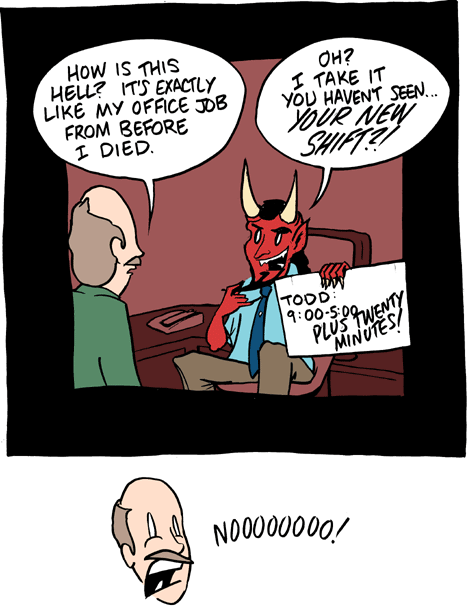 HOW IS THIS
HELL? IT'S EXACTLY
LIKE MY OFFICE JOB
FROM BEFORE
I DIED.
OH?
I TAKE IT
YOU HAVEN'T SEEN...
YOUR NEW
SHIFT?!
TODD:
9:00-5:00
PLUS TWENTY
MINUTES!
NOOOOOOOO!